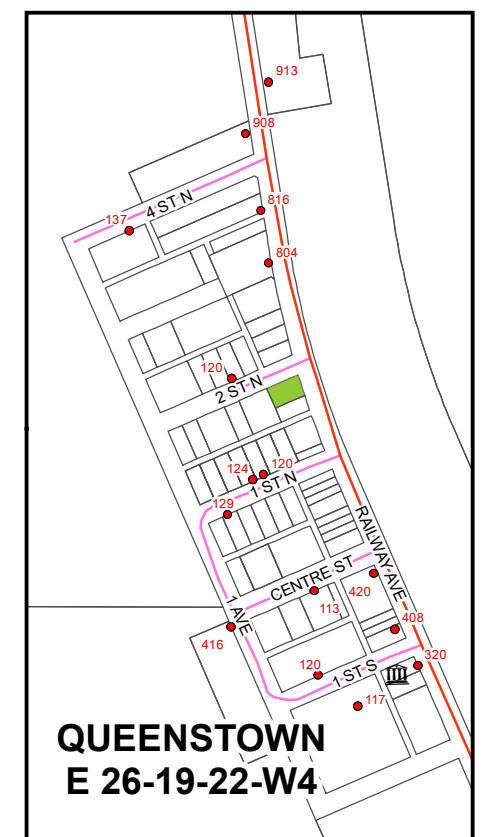 913
908
816
4 ST N
137
804
120
2 ST N
124
120
1 ST N
129
RAILWAY AVE
CENTRE ST
420
113
1 AVE
408
416
320
120
1 ST S
117
QUEENSTOWN
E 26-19-22-W4